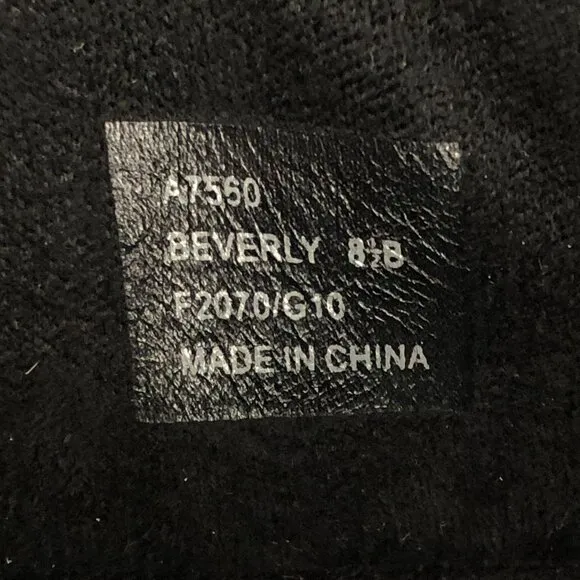 A7560
BEVERLY 8½B
F2070/G10
MADE IN CHINA